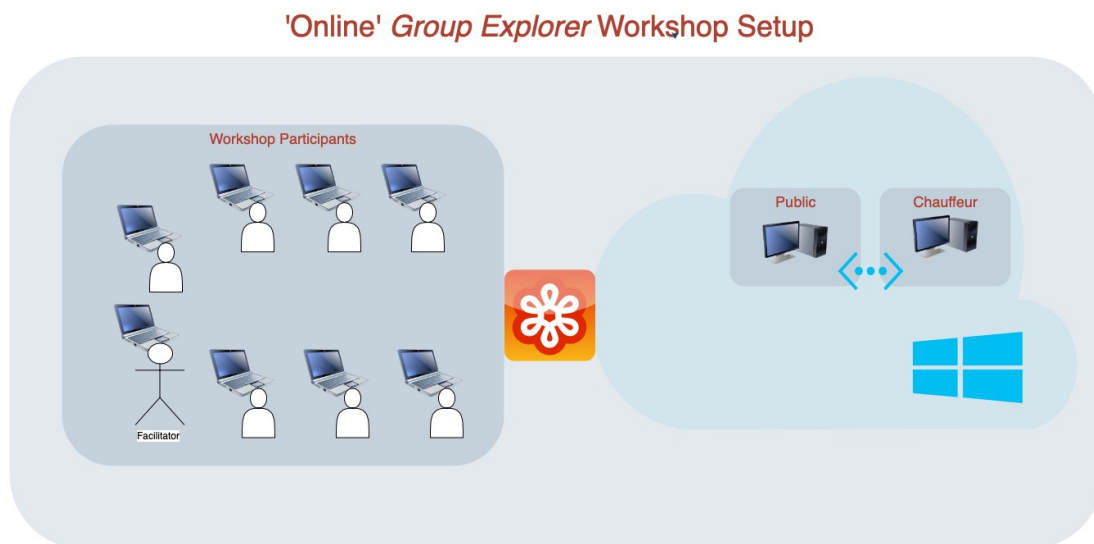 'Online' Group Explorer Workshop Setup
Workshop Participants
Public
Chauffeur
Facilitator